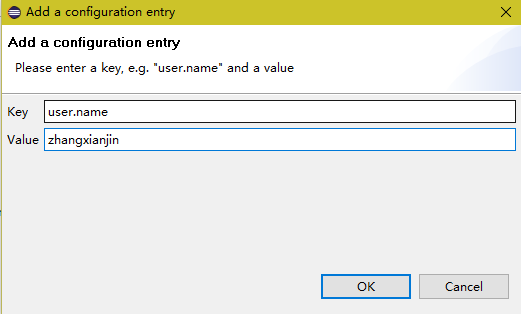 Add a configuration entry
Add a configuration entry
Please enter a key, e.g. "user.name" and a value
Key user.name
Value zhangxianjin
OK Cancel